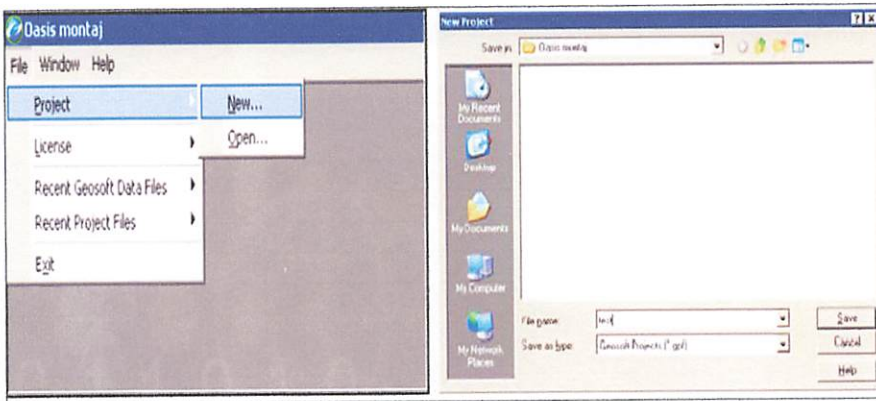 Oasis montaj
File Window Help
Project
New...
Open...
License
Recent Geosoft Data Files
Recent Project Files
Exit
New Project
Save in:
Oasis montaj
My Recent
Documents
Desktop
My Documents
My Computer
My Network
Places
File name:
test
Save
Save as type:
Geosoft Projects (*.gpf)
Cancel
Help